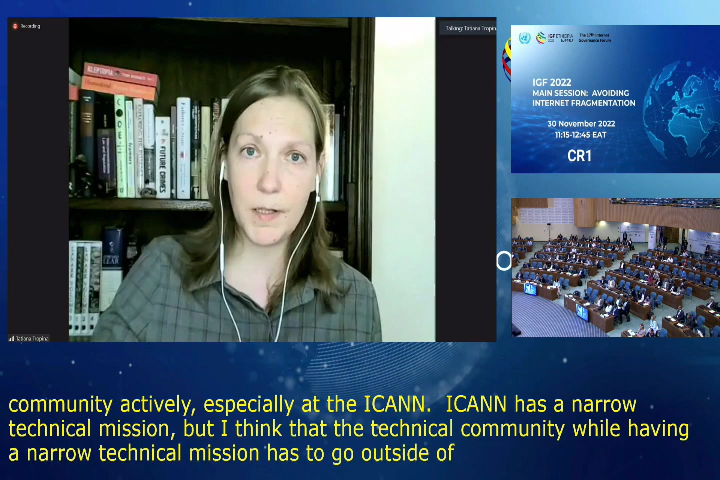 Recording
Talking: Tatiana Tropina
KLEPTOPIA
CODE
FUTURE CRIMES
Tatiana Tropina
IGF 2022
MAIN SESSION: AVOIDING
INTERNET FRAGMENTATION
30 November 2022
11:15-12:45 EAT
CR1
community actively, especially at the ICANN. ICANN has a narrow
technical mission, but I think that the technical community while having
a narrow technical mission has to go outside of